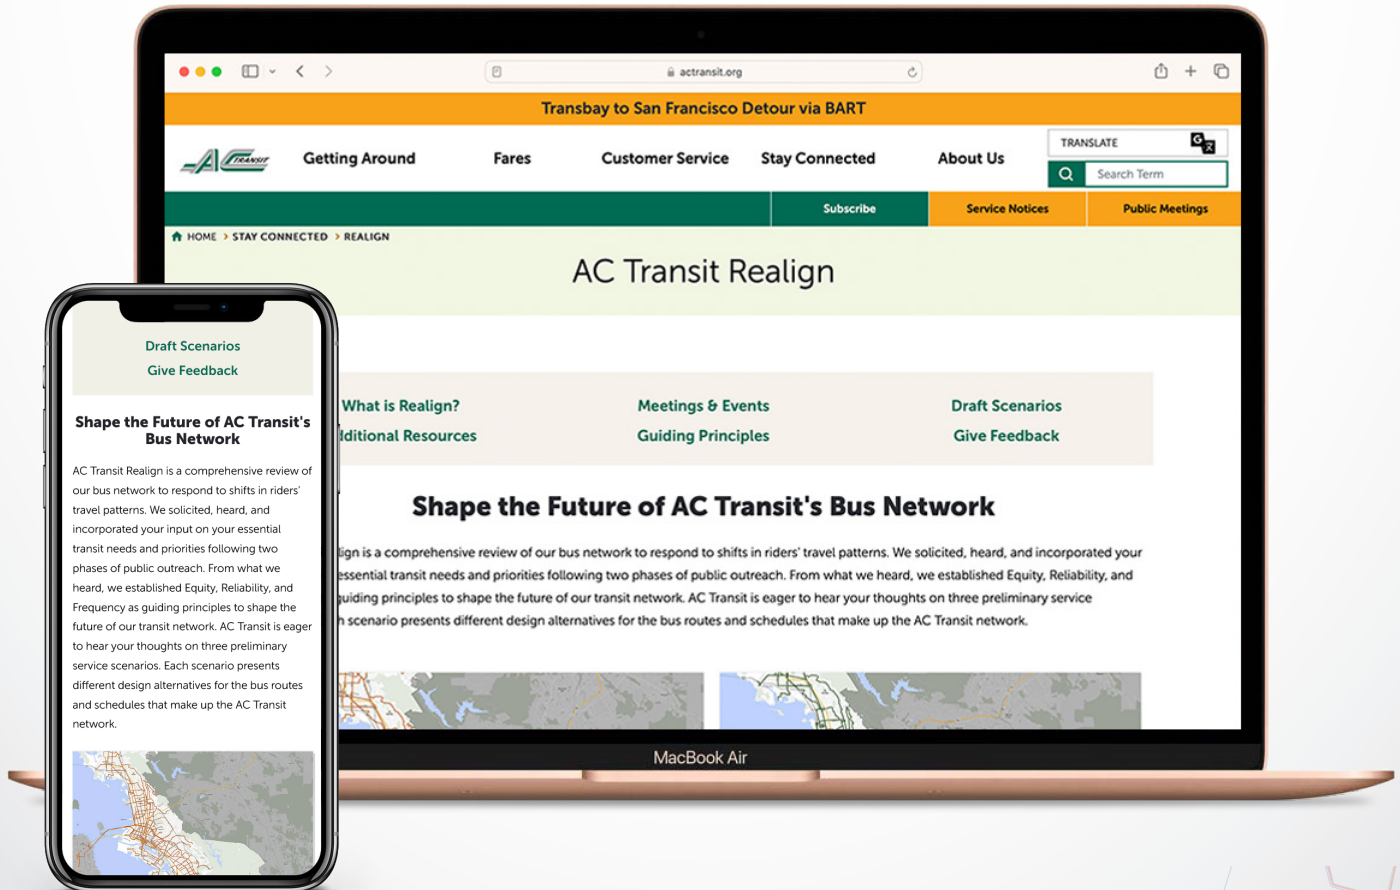 actransit.org
Transbay to San Francisco Detour via BART
AC TRANSIT
Getting Around
Fares
Customer Service
Stay Connected
About Us
TRANSLATE
G
Search Term
Subscribe
Service Notices
Public Meetings
HOME > STAY CONNECTED > REALIGN
AC Transit Realign
What is Realign?
Meetings & Events
Draft Scenarios
dditional Resources
Guiding Principles
Give Feedback
Shape the Future of AC Transit's Bus Network
lign is a comprehensive review of our bus network to respond to shifts in riders' travel patterns. We solicited, heard, and incorporated your
essential transit needs and priorities following two phases of public outreach. From what we heard, we established Equity, Reliability, and
guiding principles to shape the future of our transit network. AC Transit is eager to hear your thoughts on three preliminary service
h scenario presents different design alternatives for the bus routes and schedules that make up the AC Transit network.
MacBook Air
Draft Scenarios
Give Feedback
Shape the Future of AC Transit's
Bus Network
AC Transit Realign is a comprehensive review of
our bus network to respond to shifts in riders'
travel patterns. We solicited, heard, and
incorporated your input on your essential
transit needs and priorities following two
phases of public outreach. From what we
heard, we established Equity, Reliability, and
Frequency as guiding principles to shape the
future of our transit network. AC Transit is eager
to hear your thoughts on three preliminary
service scenarios. Each scenario presents
different design alternatives for the bus routes
and schedules that make up the AC Transit
network.